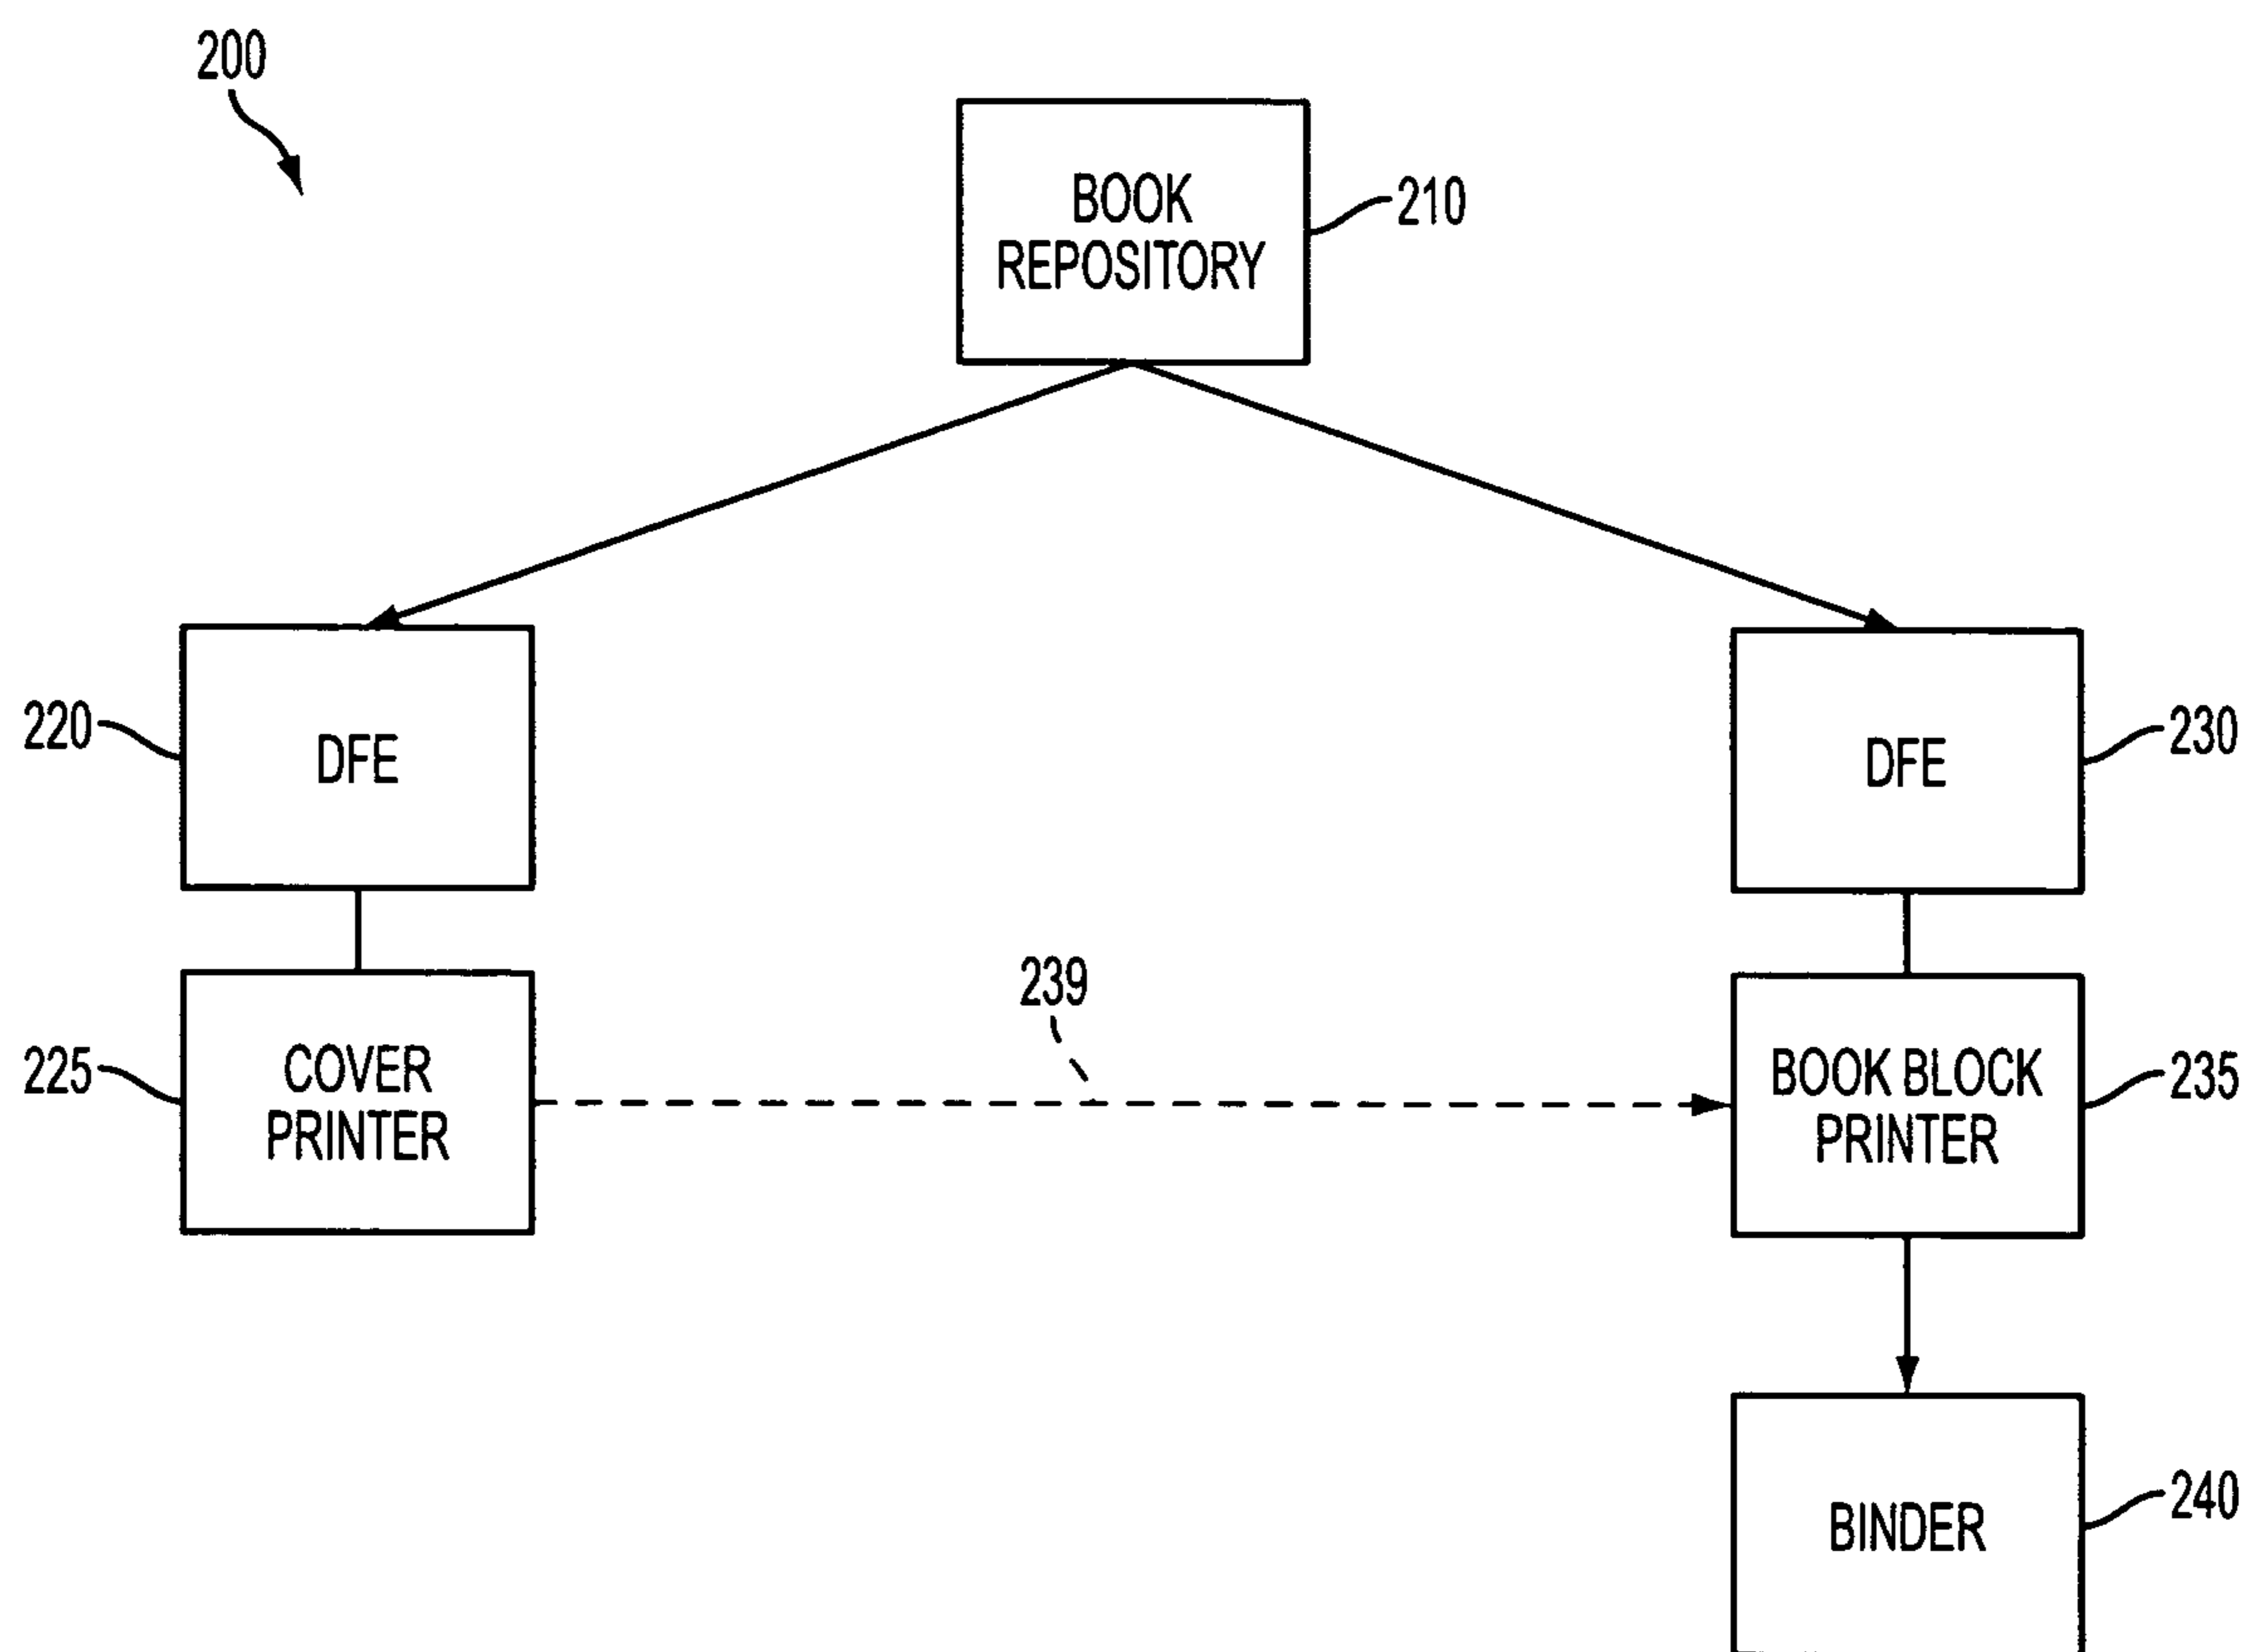 200
BOOK
REPOSITORY
210
220
DFE
DFE
230
239
225
COVER
PRINTER
BOOK BLOCK
PRINTER
235
BINDER
240